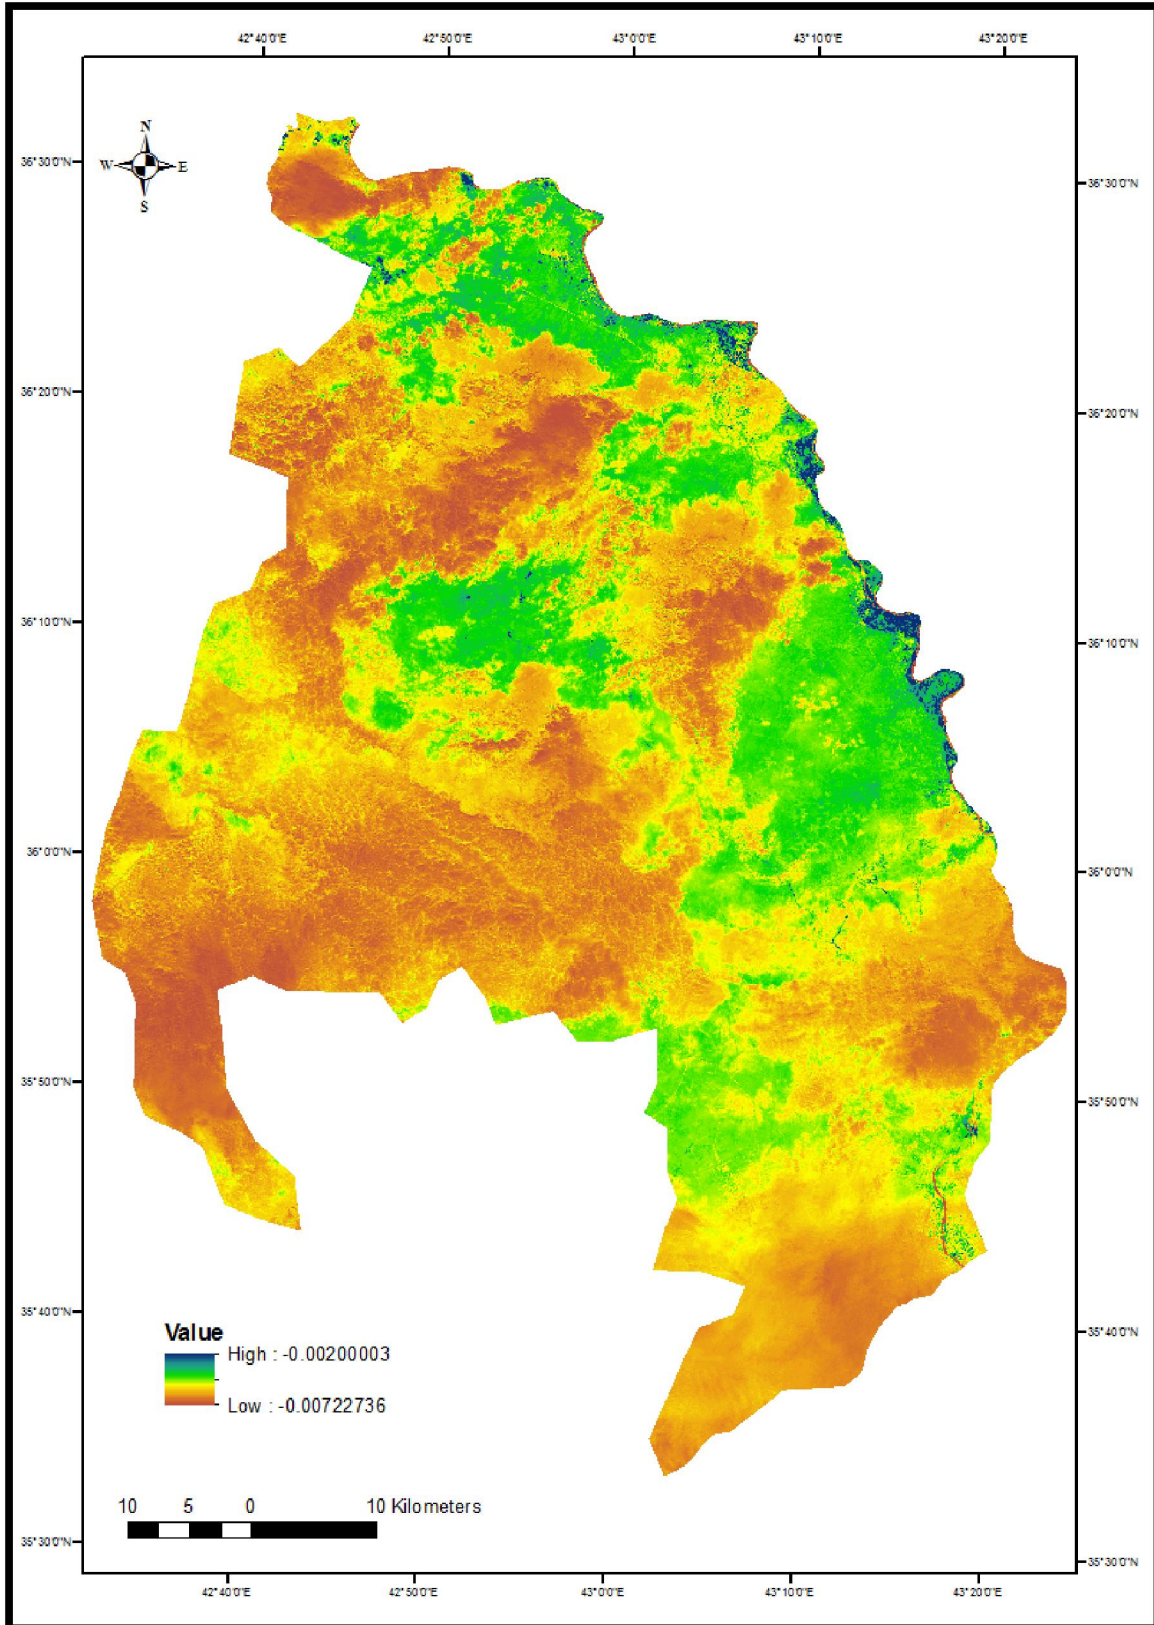 42°40'0"E 42°50'0"E 43°0'0"E 43°10'0"E 43°20'0"E
N
W E
S
36°30'0"N 36°30'0"N
36°20'0"N 36°20'0"N
36°10'0"N 36°10'0"N
36°0'0"N 36°0'0"N
35°50'0"N 35°50'0"N
35°40'0"N 35°40'0"N
Value
High : -0.00200003
Low : -0.00722736
10 5 0 10 Kilometers
35°30'0"N 35°30'0"N
42°40'0"E 42°50'0"E 43°0'0"E 43°10'0"E 43°20'0"E